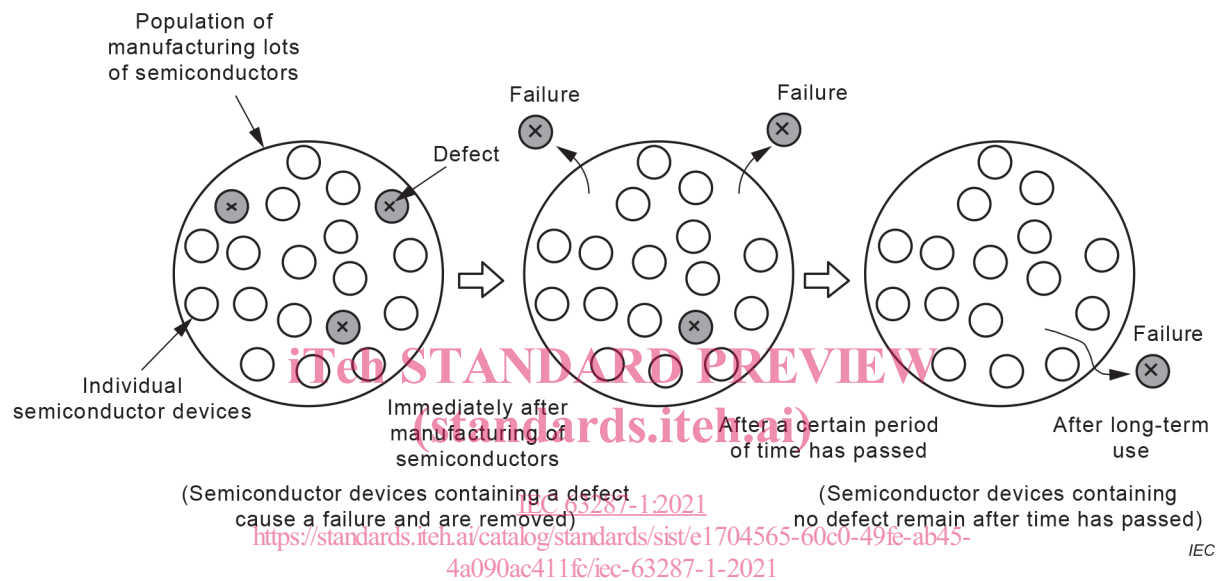 Population of
manufacturing lots
of semiconductors
Failure
Failure
Defect
Failure
Individual
semiconductor devices
Immediately after
manufacturing of
semiconductors
After a certain period
of time has passed
After long-term
use
(Semiconductor devices containing a defect
cause a failure and are removed)
(Semiconductor devices containing
no defect remain after time has passed)
IEC
iTeh STANDARD PREVIEW
(standards.iteh.ai)
IEC 63287-1:2021
https://standards.iteh.ai/catalog/standards/sist/e1704565-60c0-49fe-ab45-
4a090ac411fc/iec-63287-1-2021